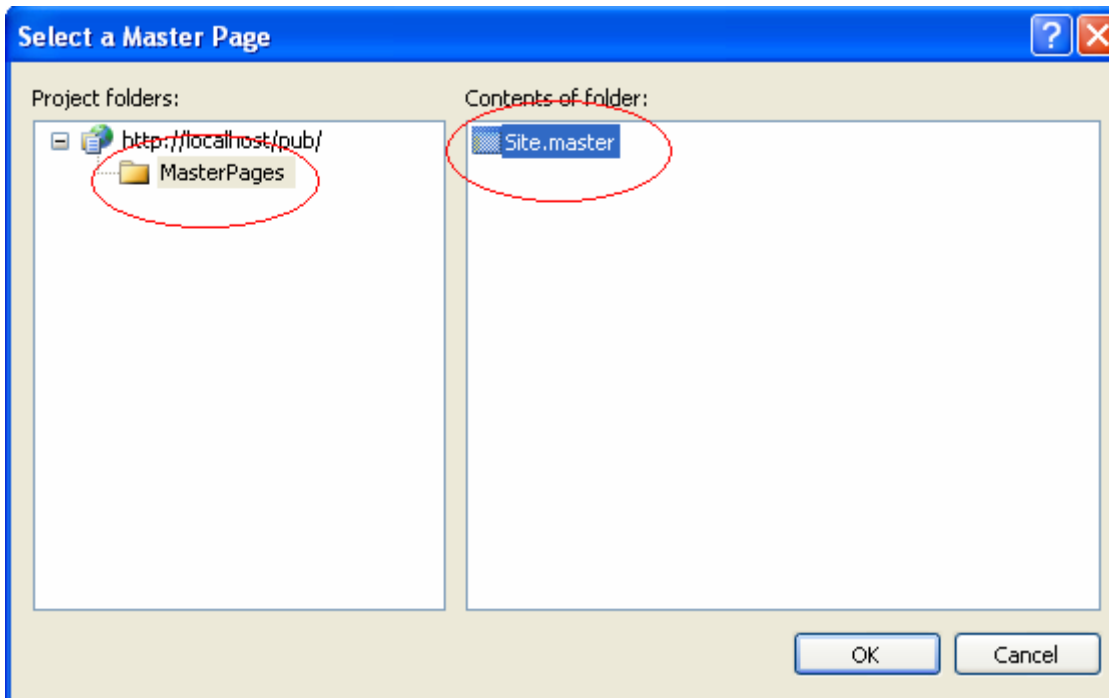 Select a Master Page
Project folders:
Contents of folder:
http://localhost/pub/
MasterPages
Site.master
OK
Cancel